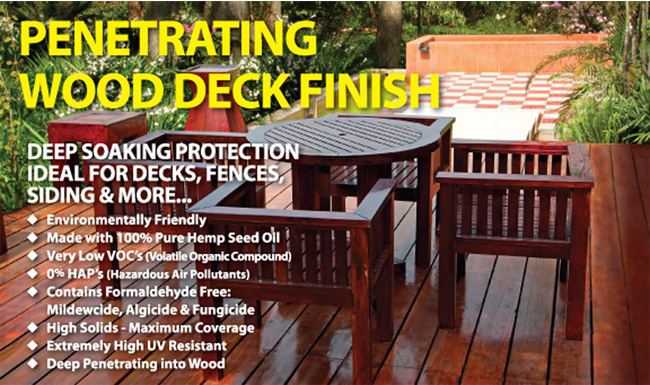 PENETRATING
WOOD DECK FINISH
DEEP SOAKING PROTECTION
IDEAL FOR DECKS, FENCES,
SIDING & MORE...
◆ Environmentally Friendly
◆ Made with 100% Pure Hemp Seed Oil
◆ Very Low VOC's (Volatile Organic Compound)
◆ 0% HAP's (Hazardous Air Pollutants)
◆ Contains Formaldehyde Free:
Mildewcide, Algicide & Fungicide
◆ High Solids - Maximum Coverage
◆ Extremely High UV Resistant
◆ Deep Penetrating into Wood